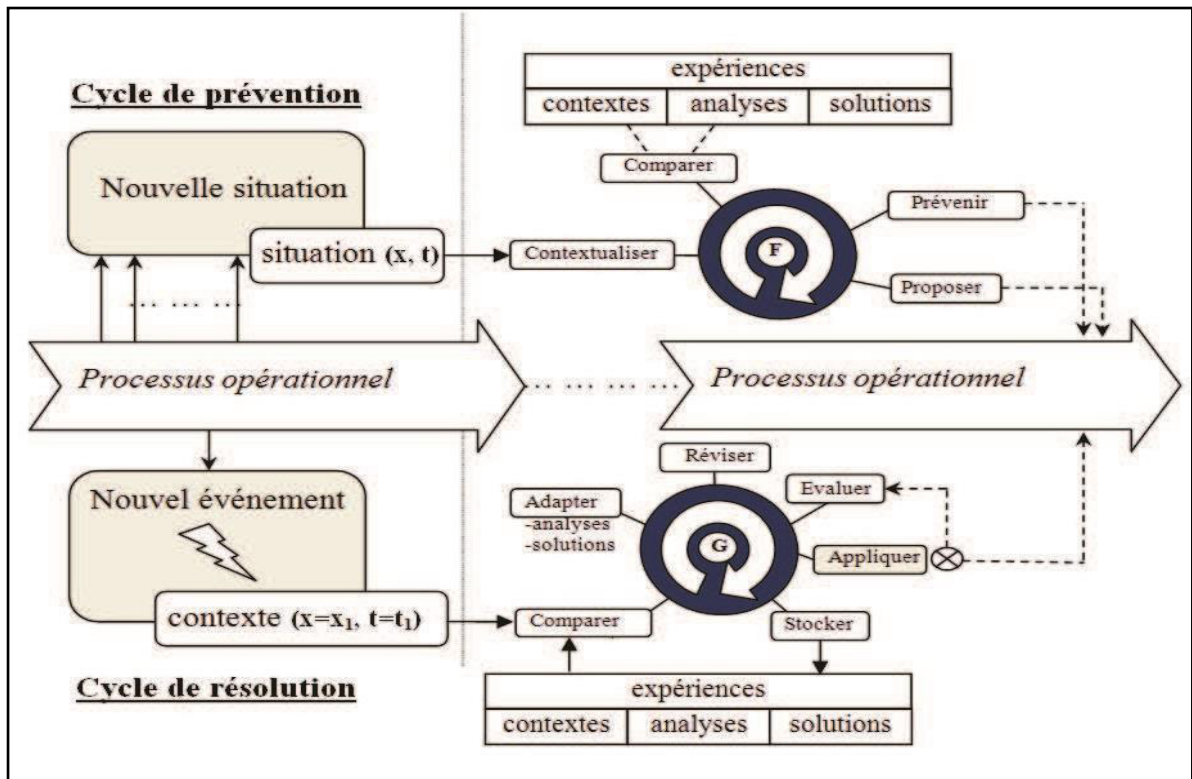 Cycle de prévention
Nouvelle situation
situation (x, t)
... ... ...
expériences
contextes analyses solutions
Comparer
Contextualiser
F
Prévenir
Proposer
Processus opérationnel
... ... ... ...
Processus opérationnel
Nouvel événement
contexte (x=x₁, t=t₁)
Cycle de résolution
Réviser
Adapter
-analyses
-solutions
Evaluer
G
Appliquer
Comparer
Stocker
expériences
contextes analyses solutions